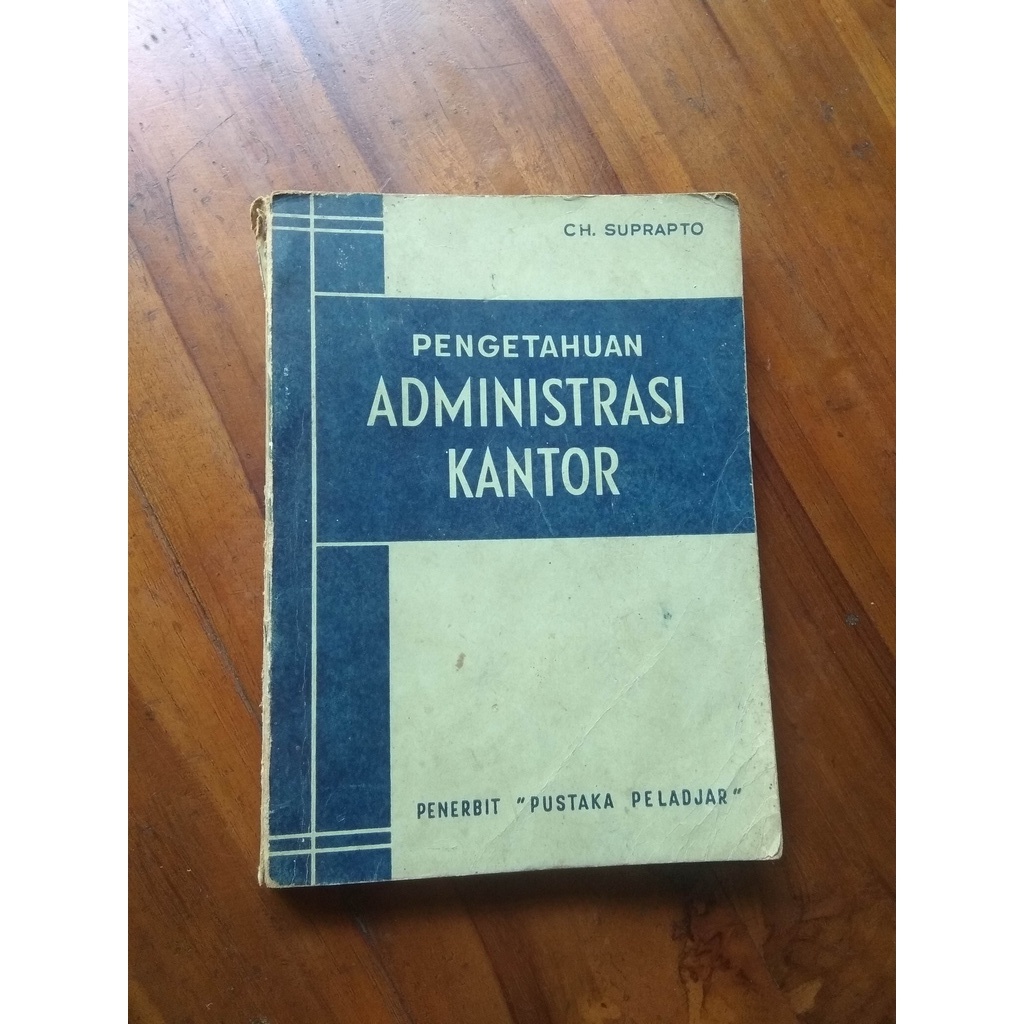 CH. SUPRAPTO
PENGETAHUAN
ADMINISTRASI
KANTOR
PENERBIT "PUSTAKA PELADJAR"